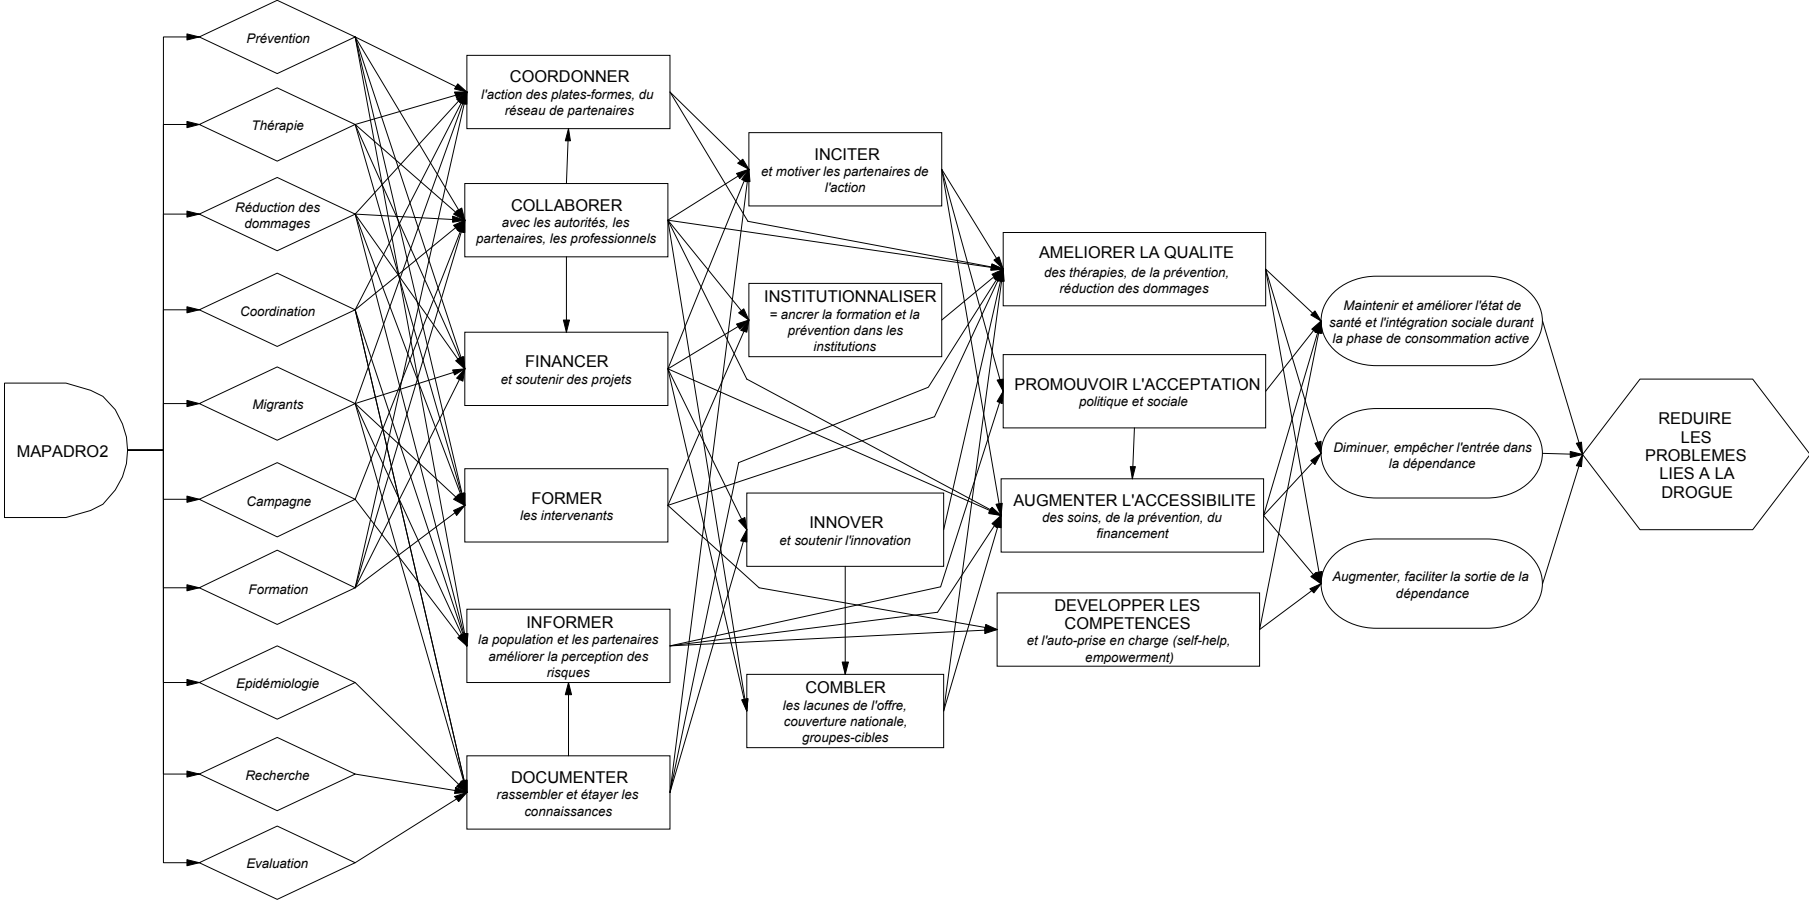 MAPADRO2
Prévention
Thérapie
Réduction des
dommages
Coordination
Migrants
Campagne
Formation
Epidémiologie
Recherche
Evaluation
COORDONNER
l'action des plates-formes, du
réseau de partenaires
COLLABORER
avec les autorités, les
partenaires, les professionnels
FINANCER
et soutenir des projets
FORMER
les intervenants
INFORMER
la population et les partenaires
améliorer la perception des
risques
DOCUMENTER
rassembler et étayer les
connaissances
INCITER
et motiver les partenaires de
l'action
INSTITUTIONNALISER
= ancrer la formation et la
prévention dans les
institutions
INNOVER
et soutenir l'innovation
COMBLER
les lacunes de l'offre,
couverture nationale,
groupes-cibles
AMELIORER LA QUALITE
des thérapies, de la prévention,
réduction des dommages
PROMOUVOIR L'ACCEPTATION
politique et sociale
AUGMENTER L'ACCESSIBILITE
des soins, de la prévention, du
financement
DEVELOPPER LES
COMPETENCES
et l'auto-prise en charge (self-help,
empowerment)
Maintenir et améliorer l'état de
santé et l'intégration sociale durant
la phase de consommation active
Diminuer, empêcher l'entrée dans
la dépendance
Augmenter, faciliter la sortie de la
dépendance
REDUIRE
LES
PROBLEMES
LIES A LA
DROGUE